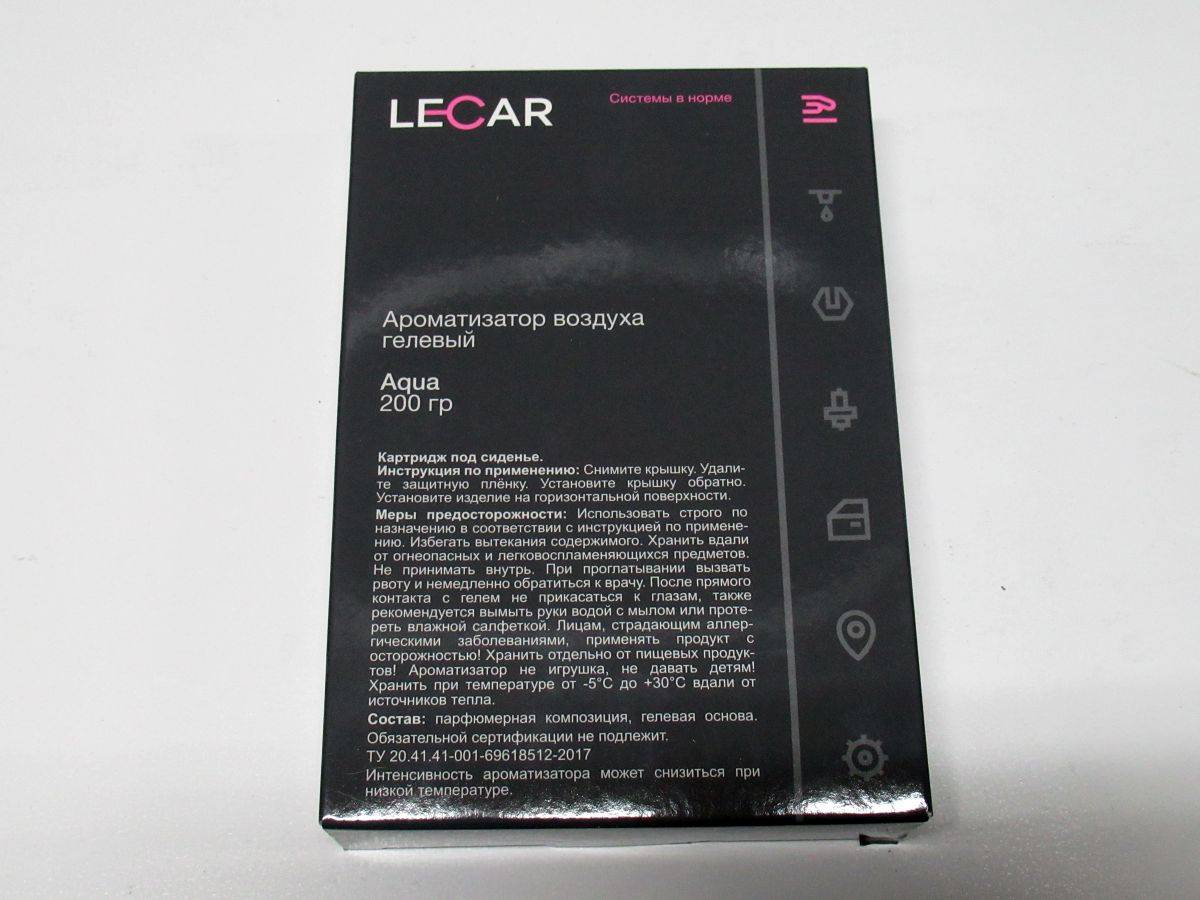 LECAR
Системы в норме
Ароматизатор воздуха
гелевый
Aqua
200 гр
Картридж под сиденье.
Инструкция по применению: Снимите крышку. Удали-
те защитную плёнку. Установите крышку обратно.
Установите изделие на горизонтальной поверхности.
Меры предосторожности: Использовать строго по
назначению в соответствии с инструкцией по примене-
нию. Избегать вытекания содержимого. Хранить вдали
от огнеопасных и легковоспламеняющихся предметов.
Не принимать внутрь. При проглатывании вызвать
рвоту и немедленно обратиться к врачу. После прямого
контакта с гелем не прикасаться к глазам, также
рекомендуется вымыть руки водой с мылом или проте-
реть влажной салфеткой. Лицам, страдающим аллер-
гическими заболеваниями, применять продукт с
осторожностью! Хранить отдельно от пищевых продук-
тов! Ароматизатор не игрушка, не давать детям!
Хранить при температуре от -5°С до +30°С вдали от
источников тепла.
Состав: парфюмерная композиция, гелевая основа.
Обязательной сертификации не подлежит.
ТУ 20.41.41-001-69618512-2017
Интенсивность ароматизатора может снизиться при
низкой температуре.